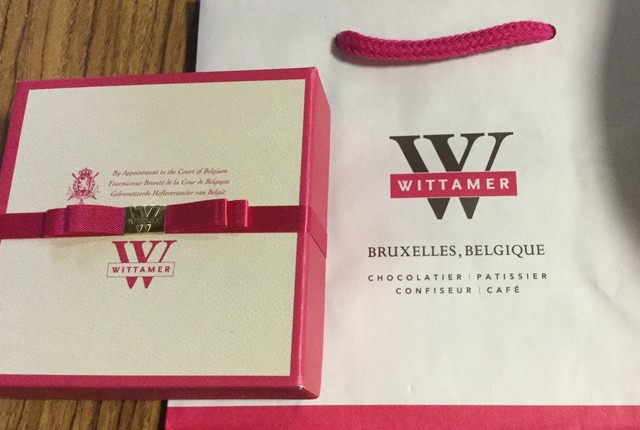 By Appointment to the Court of Belgium
Fournisseur Breveté de la Cour de Belgique
Gebrevetteerde Hofleverancier van België
W
W
WITTAMER
W
WITTAMER
BRUXELLES, BELGIQUE
CHOCOLATIER | PATISSIER
CONFISEUR | CAFÉ